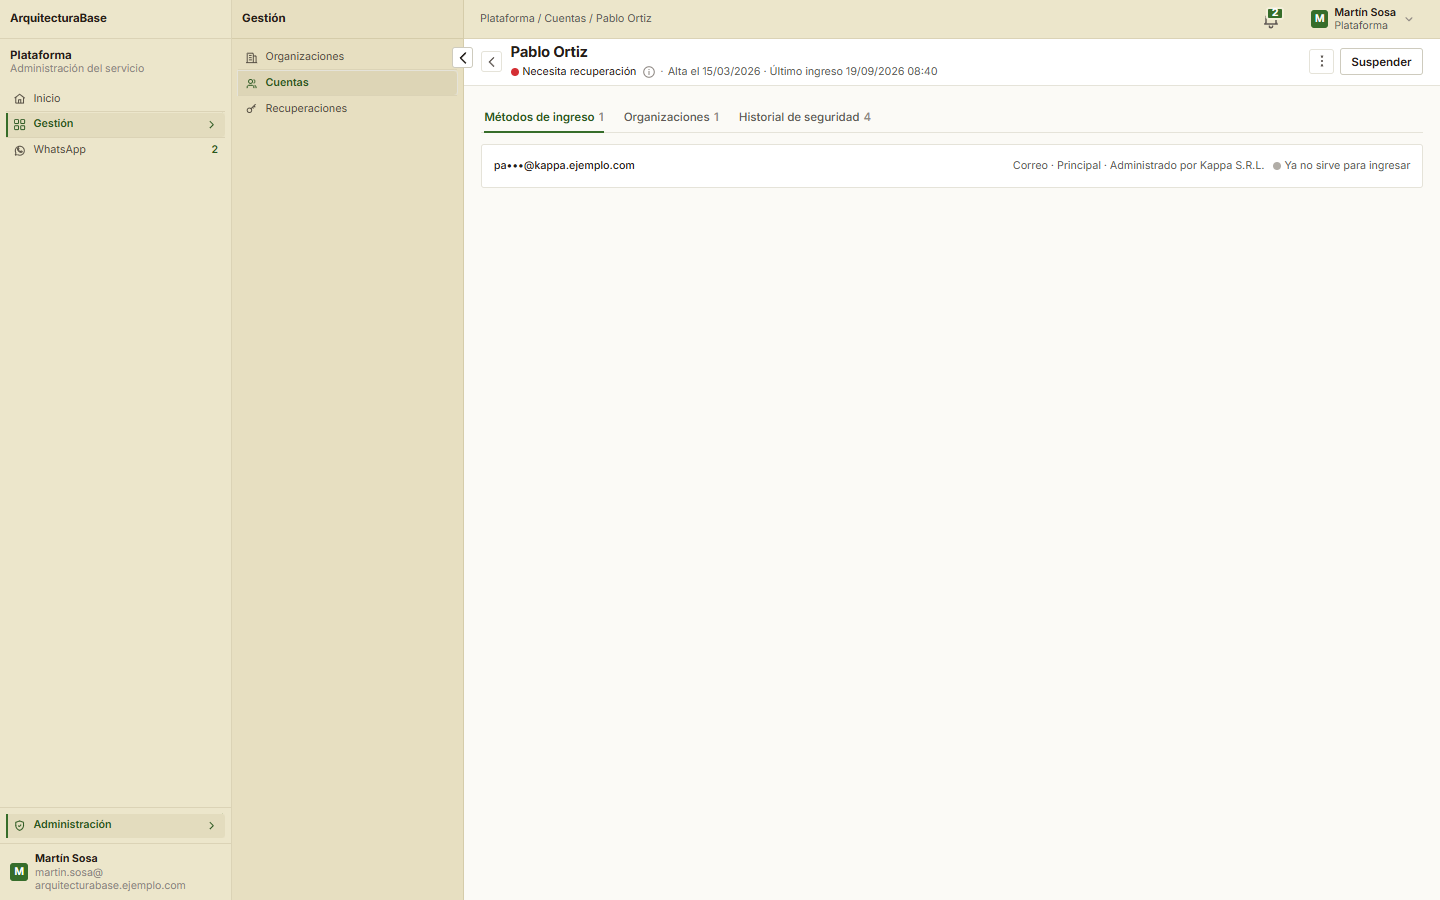 ArquitecturaBase
Plataforma
Administración del servicio
Inicio
Gestión
WhatsApp 2
Administración
M
Martín Sosa
martin.sosa@
arquitecturabase.ejemplo.com
Gestión
Organizaciones
Cuentas
Recuperaciones
Plataforma / Cuentas / Pablo Ortiz
2
M
Martín Sosa
Plataforma
Pablo Ortiz
Necesita recuperación · Alta el 15/03/2026 · Último ingreso 19/09/2026 08:40
Suspender
Métodos de ingreso 1 Organizaciones 1 Historial de seguridad 4
pa•••@kappa.ejemplo.com Correo · Principal · Administrado por Kappa S.R.L. Ya no sirve para ingresar